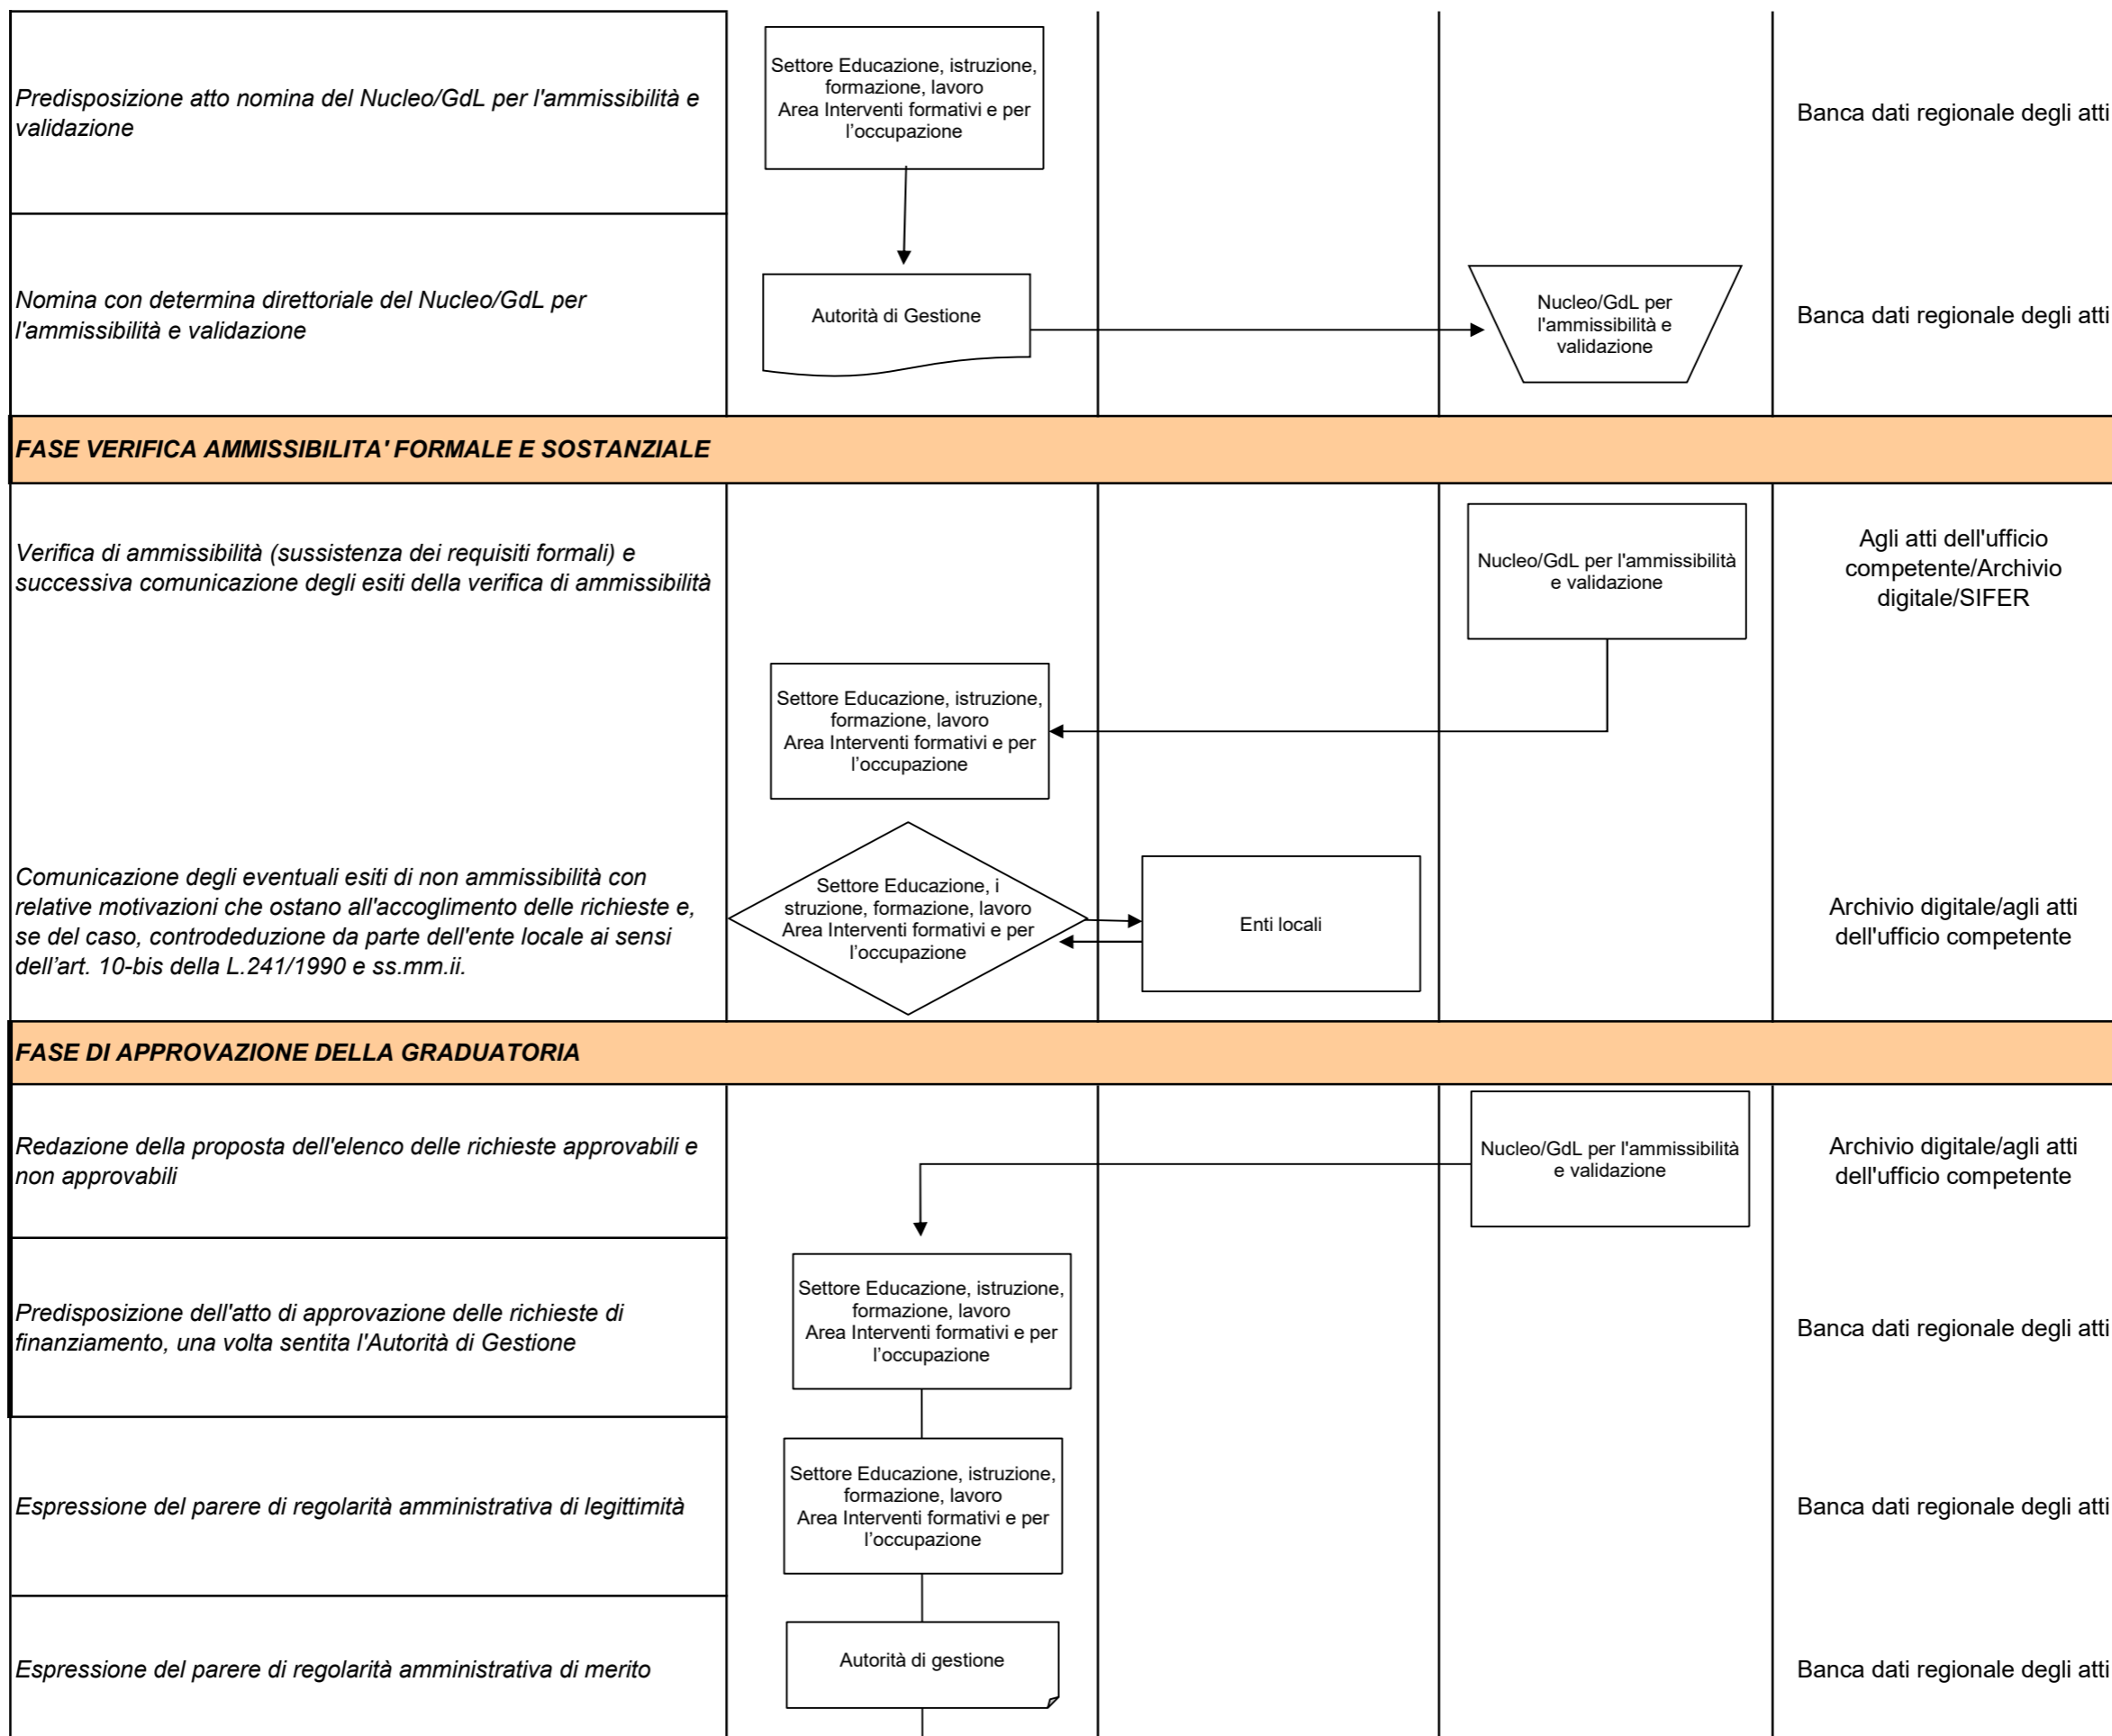 Predisposizione atto nomina del Nucleo/GdL per l'ammissibilità e
validazione
Settore Educazione, istruzione,
formazione, lavoro
Area Interventi formativi e per
l’occupazione
Banca dati regionale degli atti
Nomina con determina direttoriale del Nucleo/GdL per
l'ammissibilità e validazione
Autorità di Gestione
Nucleo/GdL per
l'ammissibilità e
validazione
Banca dati regionale degli atti
FASE VERIFICA AMMISSIBILITA' FORMALE E SOSTANZIALE
Verifica di ammissibilità (sussistenza dei requisiti formali) e
successiva comunicazione degli esiti della verifica di ammissibilità
Nucleo/GdL per l'ammissibilità
e validazione
Agli atti dell'ufficio
competente/Archivio
digitale/SIFER
Settore Educazione, istruzione,
formazione, lavoro
Area Interventi formativi e per
l’occupazione
Comunicazione degli eventuali esiti di non ammissibilità con
relative motivazioni che ostano all'accoglimento delle richieste e,
se del caso, controdeduzione da parte dell'ente locale ai sensi
dell’art. 10-bis della L.241/1990 e ss.mm.ii.
Settore Educazione, i
struzione, formazione, lavoro
Area Interventi formativi e per
l’occupazione
Enti locali
Archivio digitale/agli atti
dell'ufficio competente
FASE DI APPROVAZIONE DELLA GRADUATORIA
Redazione della proposta dell'elenco delle richieste approvabili e
non approvabili
Nucleo/GdL per l'ammissibilità
e validazione
Archivio digitale/agli atti
dell'ufficio competente
Predisposizione dell'atto di approvazione delle richieste di
finanziamento, una volta sentita l'Autorità di Gestione
Settore Educazione, istruzione,
formazione, lavoro
Area Interventi formativi e per
l’occupazione
Banca dati regionale degli atti
Espressione del parere di regolarità amministrativa di legittimità
Settore Educazione, istruzione,
formazione, lavoro
Area Interventi formativi e per
l’occupazione
Banca dati regionale degli atti
Espressione del parere di regolarità amministrativa di merito
Autorità di gestione
Banca dati regionale degli atti